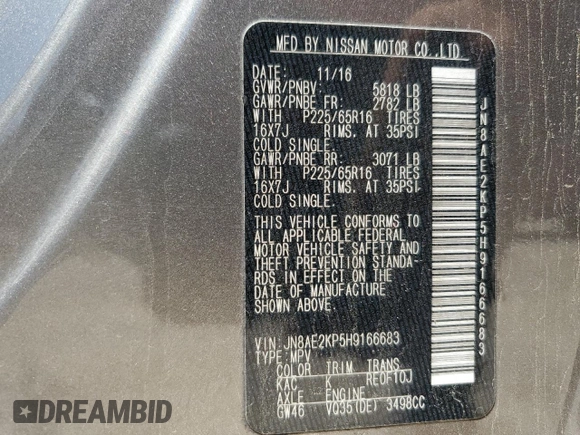 MFD BY NISSAN MOTOR CO.,LTD
DATE: 11/16
GVWR/PNBV: 5818 LB
GAWR/PNBE FR: 2782 LB
WITH P225/65R16 TIRES
16X7J RIMS. AT 35PSI
COLD SINGLE.
GAWR/PNBE RR: 3071 LB
WITH P225/65R16 TIRES
16X7J RIMS. AT 35PSI
COLD SINGLE.
THIS VEHICLE CONFORMS TO
ALL APPLICABLE FEDERAL
MOTOR VEHICLE SAFETY AND
THEFT PREVENTION STANDA-
RDS IN EFFECT ON THE
DATE OF MANUFACTURE
SHOWN ABOVE.
VIN:JN8AE2KP5H9166683
TYPE:MPV
COLOR TRIM TRANS
KAC K RE0F10J
AXLE ENGINE
GW46 VQ35(DE) 3498CC
JN8AE2KP5H9166683
AUTOHELPERBOT.COM
AUTOHELPERBOT.COM